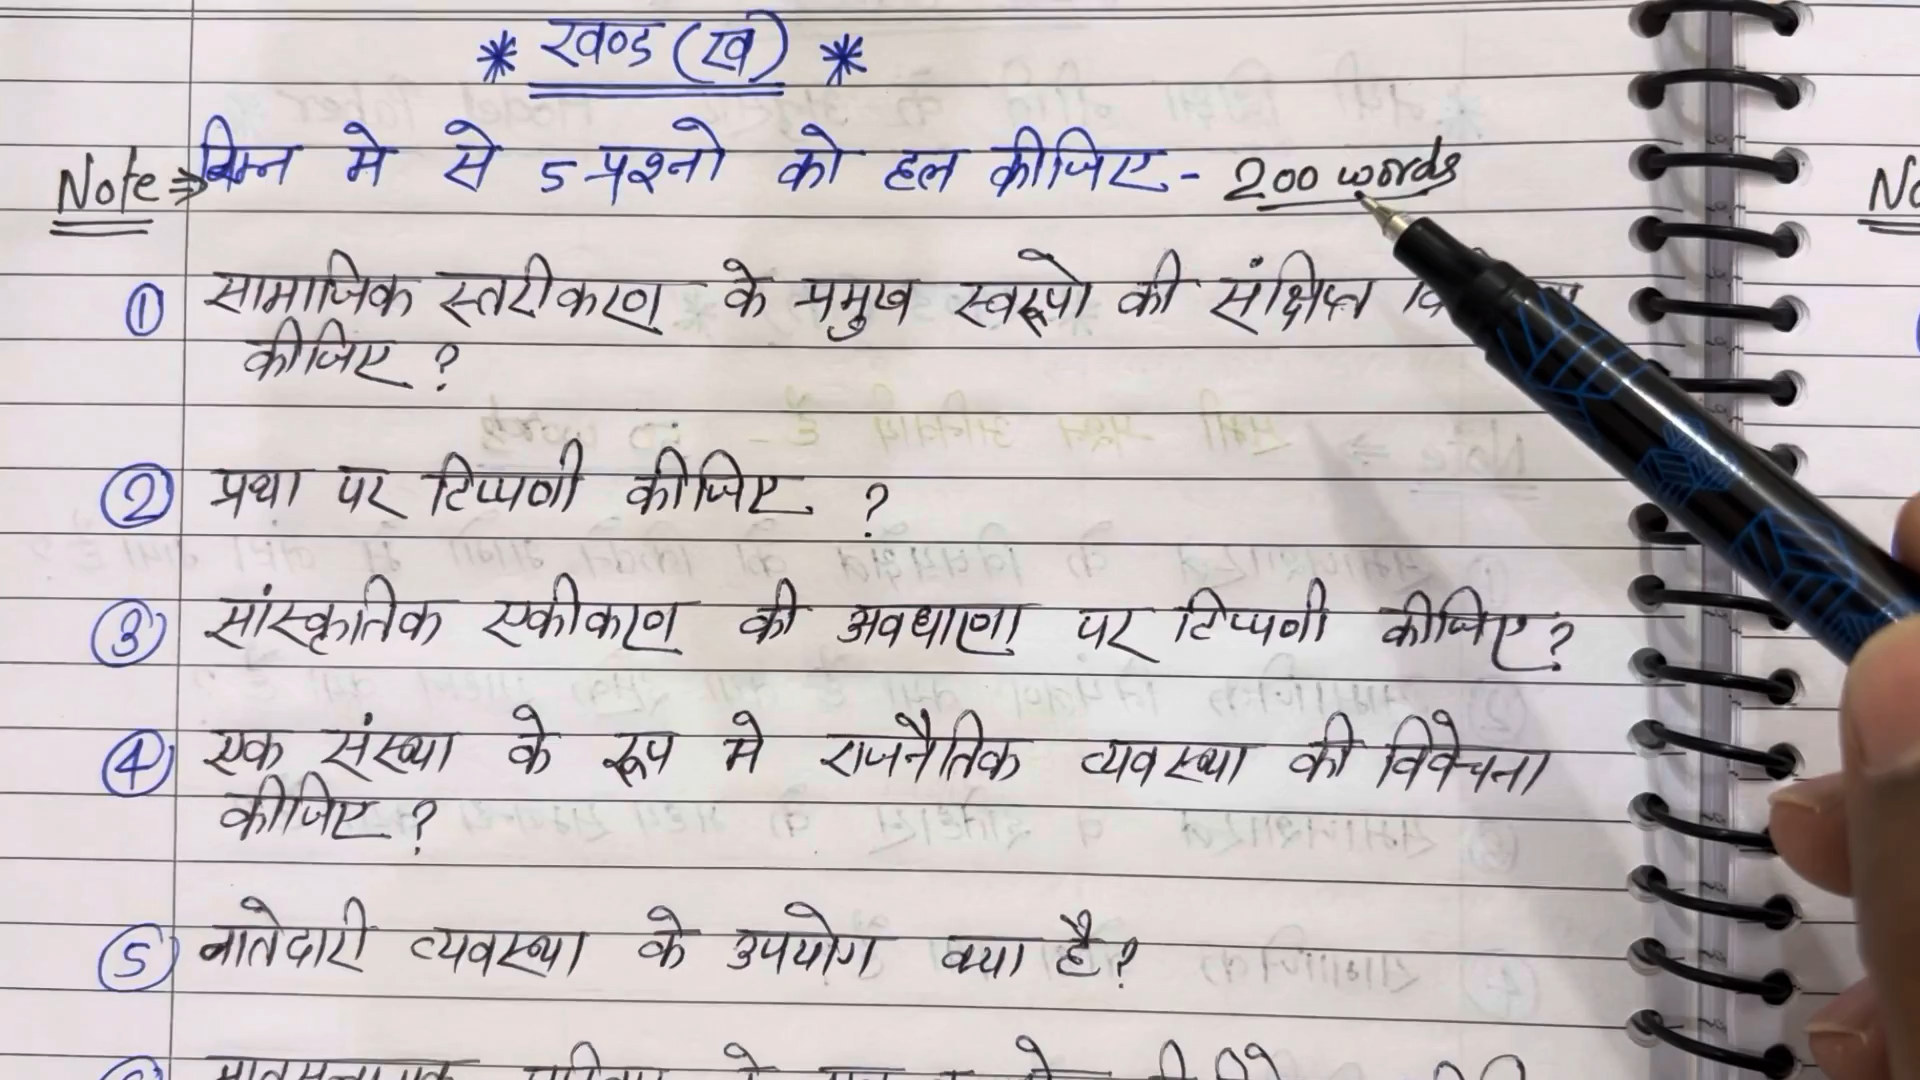 * खण्ड (ख) *
Note ⇒ निम्न मे से 5 प्रश्नो को हल कीजिए - 200 words
① सामाजिक स्तरीकरण के प्रमुख स्वरूपो की संक्षिप्त
कीजिए ?
② प्रथा पर टिप्पणी कीजिए ?
③ सांस्कृतिक एकीकरण की अवधारणा पर टिप्पणी कीजिए ?
④ एक संस्था के रूप मे राजनैतिक व्यवस्था की विवेचना
कीजिए ?
⑤ नातेदारी व्यवस्था के उपयोग क्या है ?